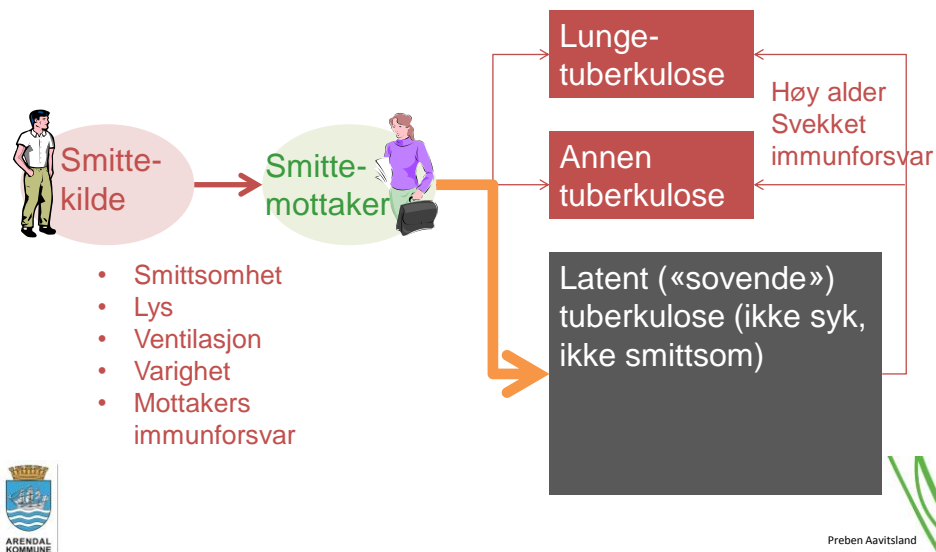 Smitte-
kilde
Smitte-
mottaker
Lunge-
tuberkulose
Annen
tuberkulose
Høy alder
Svekket
immunforsvar
Latent («sovende»)
tuberkulose (ikke syk,
ikke smittsom)
• Smittsomhet
• Lys
• Ventilasjon
• Varighet
• Mottakers
immunforsvar
ARENDAL
KOMMUNE
Preben Aavitsland